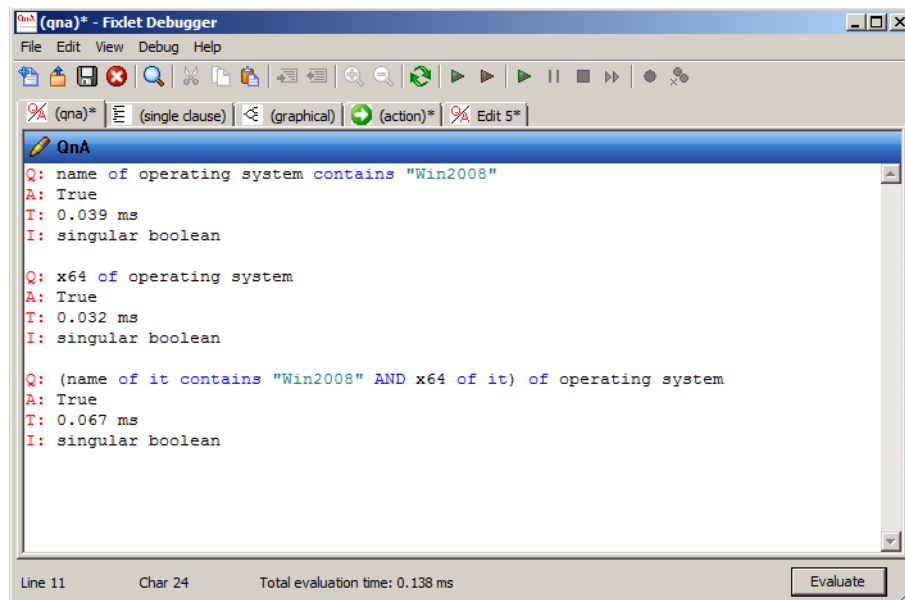 (qna)* - Fixlet Debugger
File Edit View Debug Help
(qna)* (single clause) (graphical) (action)* Edit 5*
QnA
Q: name of operating system contains "Win2008"
A: True
T: 0.039 ms
I: singular boolean
Q: x64 of operating system
A: True
T: 0.032 ms
I: singular boolean
Q: (name of it contains "Win2008" AND x64 of it) of operating system
A: True
T: 0.067 ms
I: singular boolean
Line 11 Char 24 Total evaluation time: 0.138 ms Evaluate